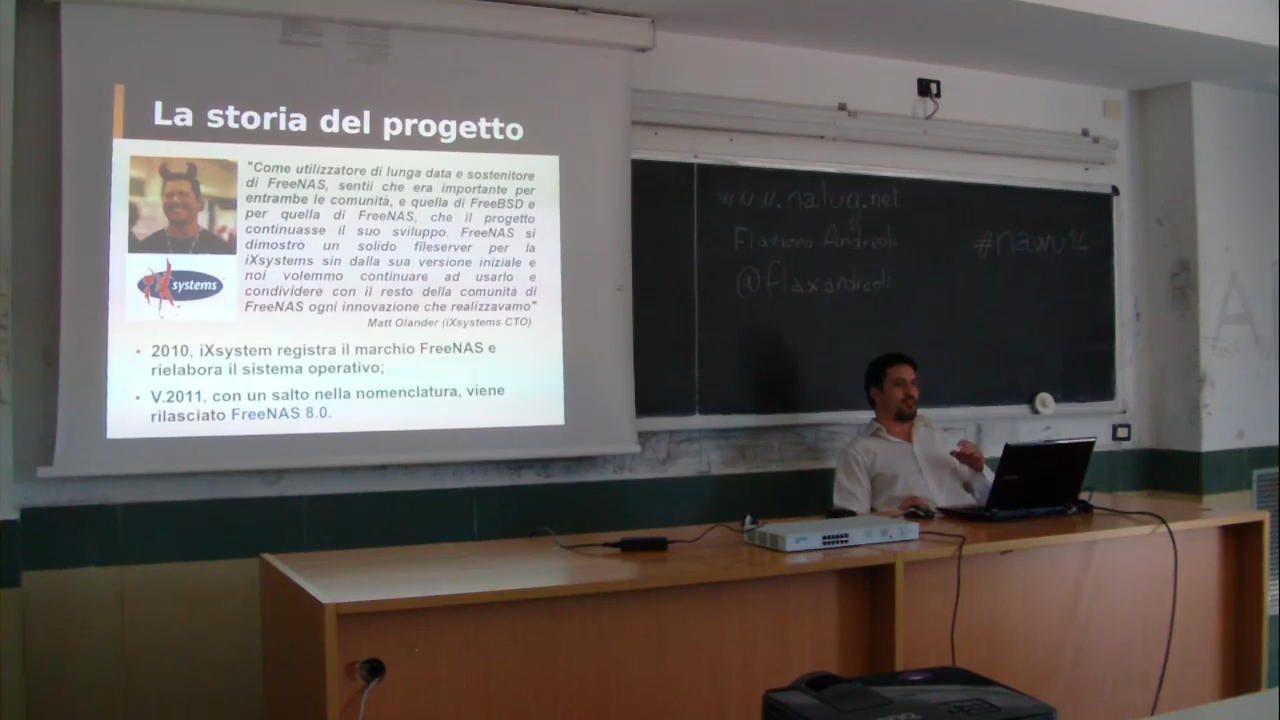 La storia del progetto
"Come utilizzatore di lunga data e sostenitore
di FreeNAS, sentii che era importante per
entrambe le comunità, e quella di FreeBSD e
per quella di FreeNAS, che il progetto
continuasse il suo sviluppo. FreeNAS si
dimostrò un solido fileserver per la
iXsystems sin dalla sua versione iniziale e
noi volemmo continuare ad usarlo e
condividere con il resto della comunità di
FreeNAS ogni innovazione che realizzavamo"
Matt Olander (iXsystems CTO)
systems
• 2010, iXsystem registra il marchio FreeNAS e
rielabora il sistema operativo;
• V.2011, con un salto nella nomenclatura, viene
rilasciato FreeNAS 8.0.
www.nalug.net
Flaviano Andreoli
@flaxandreoli
A